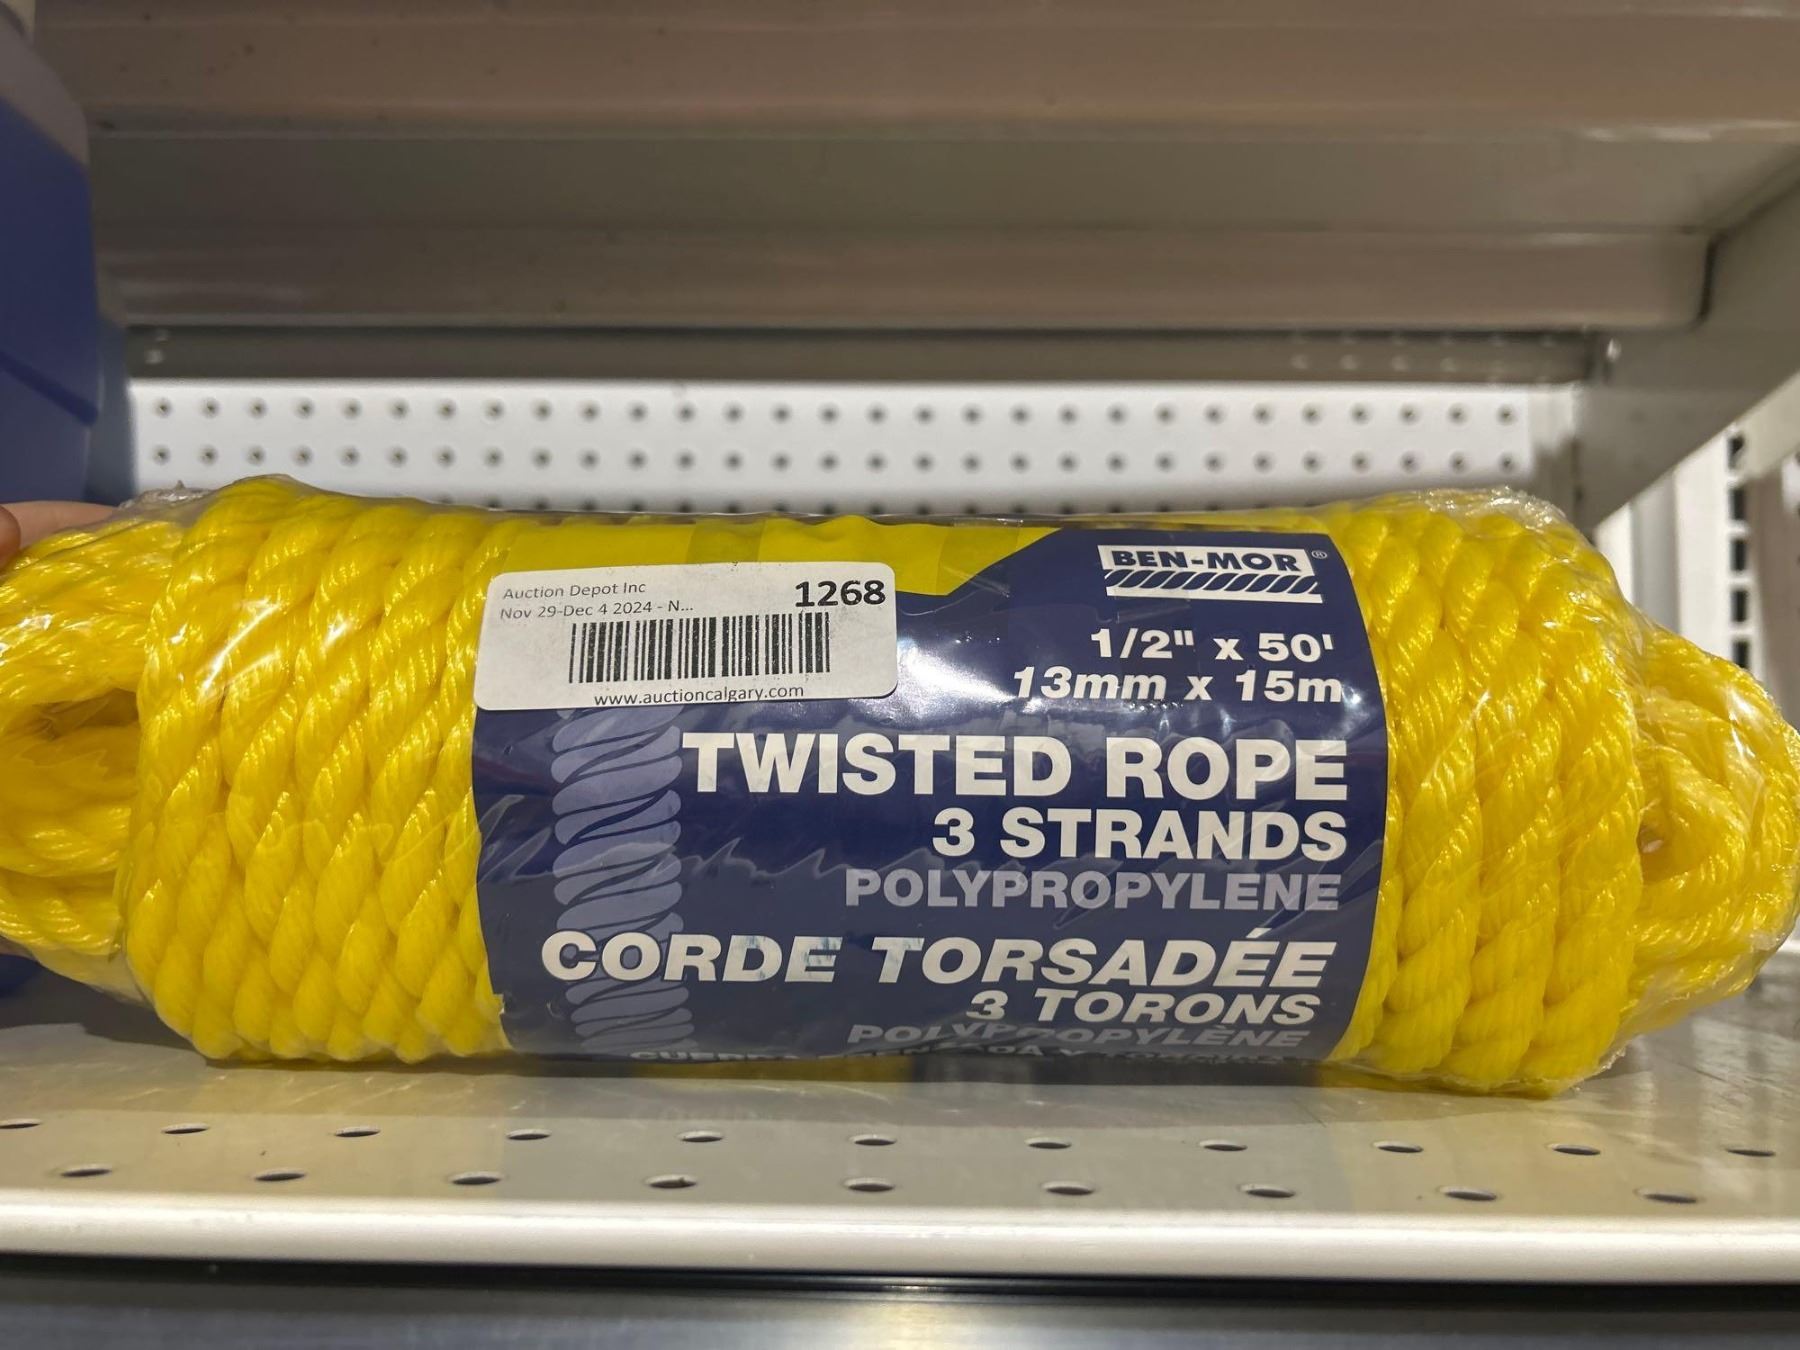 Auction Depot Inc
1268
Nov 29-Dec 4 2024 - N...
www.auctioncalgary.com
BEN-MOR®
1/2" x 50'
13mm x 15m
TWISTED ROPE
3 STRANDS
POLYPROPYLENE
CORDE TORSADÉE
3 TORONS
POLYPROPYLÈNE